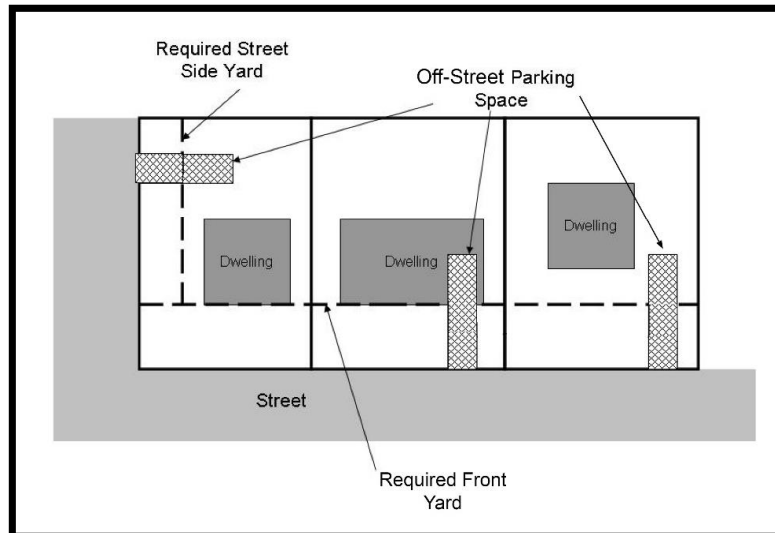 Required Street
Side Yard
Off-Street Parking
Space
Dwelling
Dwelling
Dwelling
Street
Required Front
Yard